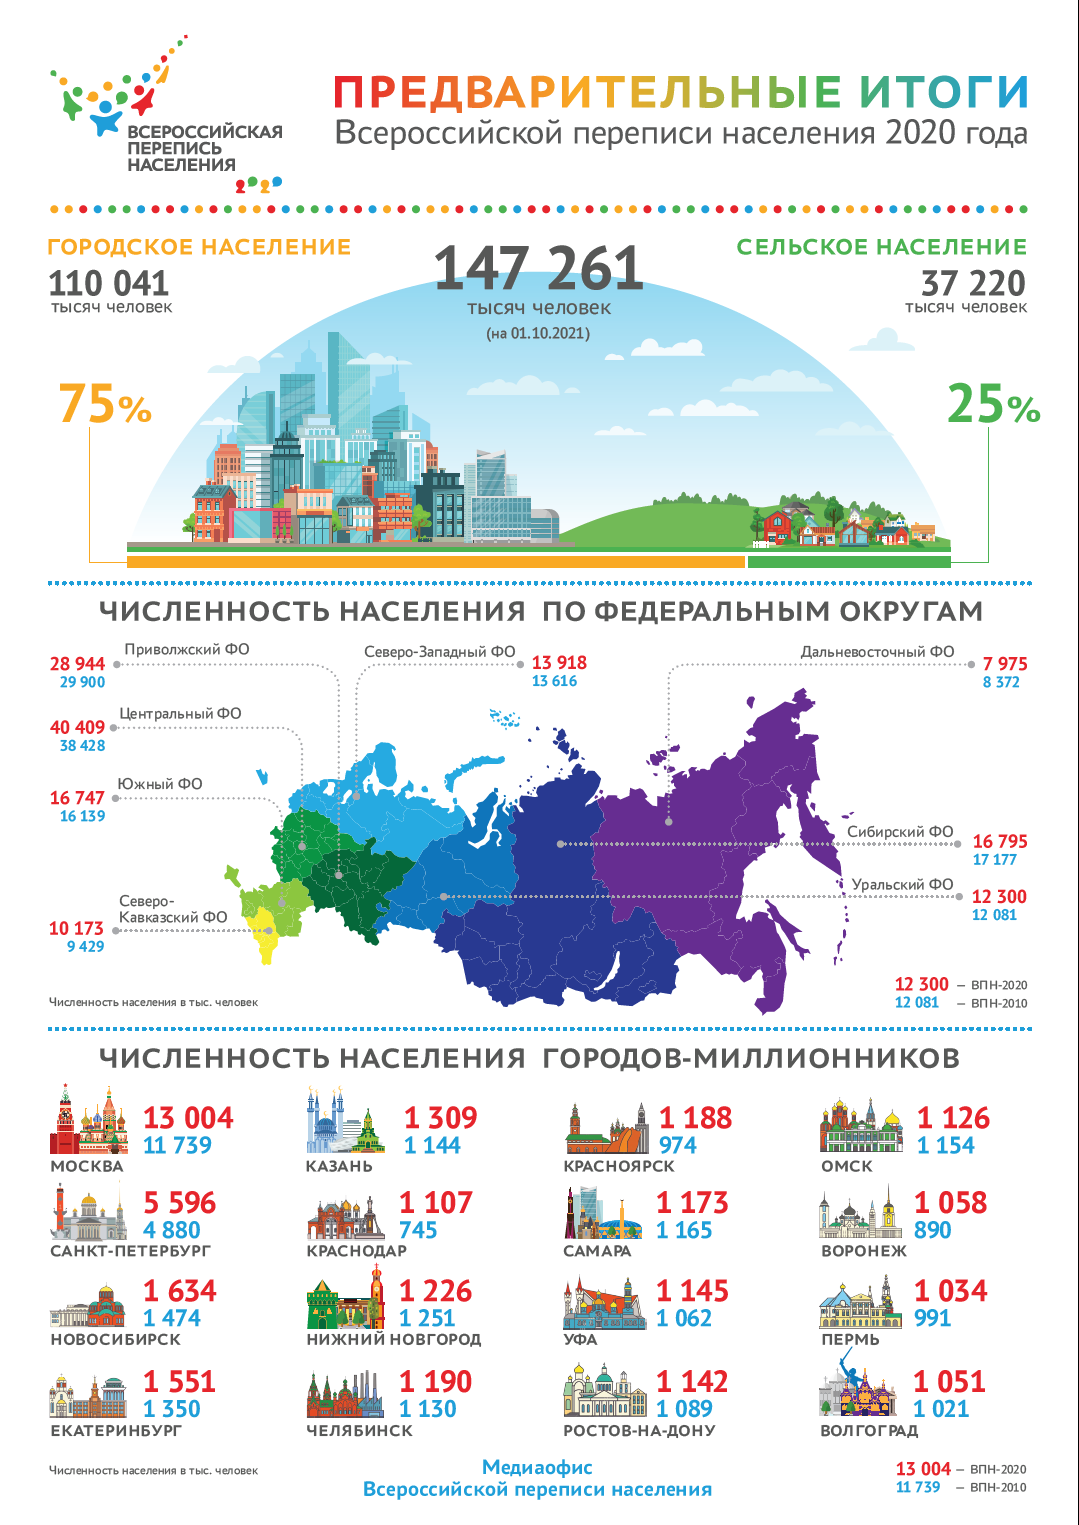 ВСЕРОССИЙСКАЯ
ПЕРЕПИСЬ
НАСЕЛЕНИЯ
2020
ПРЕДВАРИТЕЛЬНЫЕ ИТОГИ
Всероссийской переписи населения 2020 года
ГОРОДСКОЕ НАСЕЛЕНИЕ
110 041
тысяч человек
75%
147 261
тысяч человек
(на 01.10.2021)
СЕЛЬСКОЕ НАСЕЛЕНИЕ
37 220
тысяч человек
25%
ЧИСЛЕННОСТЬ НАСЕЛЕНИЯ ПО ФЕДЕРАЛЬНЫМ ОКРУГАМ
Приволжский ФО
28 944
29 900
Северо-Западный ФО
13 918
13 616
Дальневосточный ФО
7 975
8 372
Центральный ФО
40 409
38 428
Южный ФО
16 747
16 139
Сибирский ФО
16 795
17 177
Уральский ФО
12 300
12 081
Северо-
Кавказский ФО
10 173
9 429
Численность населения в тыс. человек
12 300 — ВПН-2020
12 081 — ВПН-2010
ЧИСЛЕННОСТЬ НАСЕЛЕНИЯ ГОРОДОВ-МИЛЛИОННИКОВ
13 004
11 739
МОСКВА
1 309
1 144
КАЗАНЬ
1 188
974
КРАСНОЯРСК
1 126
1 154
ОМСК
5 596
4 880
САНКТ-ПЕТЕРБУРГ
1 107
745
КРАСНОДАР
1 173
1 165
САМАРА
1 058
890
ВОРОНЕЖ
1 634
1 474
НОВОСИБИРСК
1 226
1 251
НИЖНИЙ НОВГОРОД
1 145
1 062
УФА
1 034
991
ПЕРМЬ
1 551
1 350
ЕКАТЕРИНБУРГ
1 190
1 130
ЧЕЛЯБИНСК
1 142
1 089
РОСТОВ-НА-ДОНУ
1 051
1 021
ВОЛГОГРАД
Численность населения в тыс. человек
Медиаофис
Всероссийской переписи населения
13 004 — ВПН-2020
11 739 — ВПН-2010